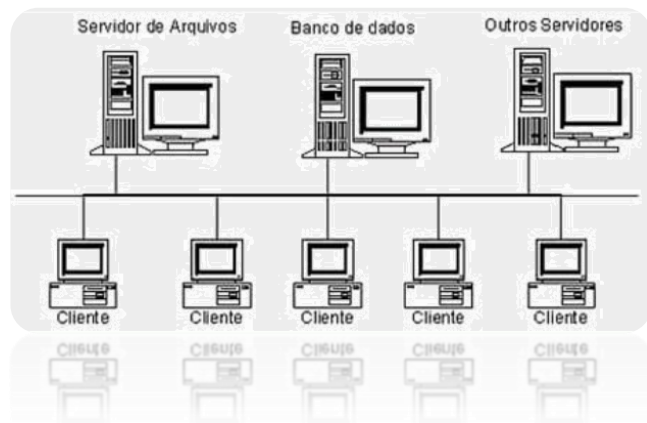 Servidor de Arquivos
Banco de dados
Outros Servidores
Cliente
Cliente
Cliente
Cliente
Cliente